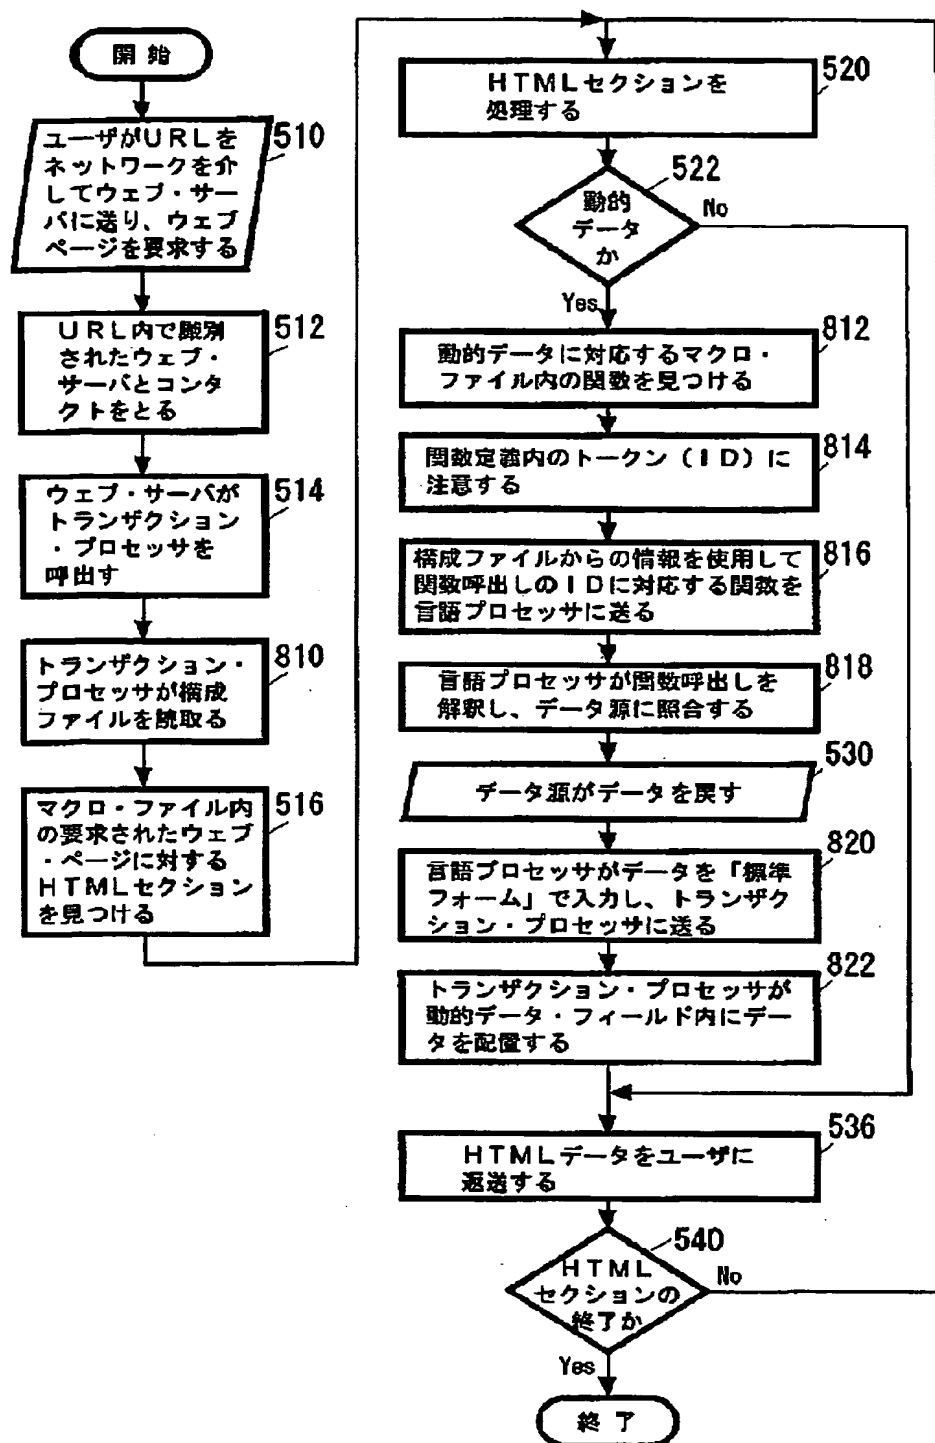 開始
ユーザがURLを
ネットワークを介
してウェブ・サー
バに送り、ウェブ
ページを要求する
510
URL内で識別
されたウェブ・
サーバとコンタ
クトをとる
512
ウェブ・サーバが
トランザクション
・プロセッサを
呼出す
514
トランザクション・
プロセッサが構成
ファイルを読取る
810
マクロ・ファイル内
の要求されたウェブ
・ページに対する
HTMLセクション
を見つける
516
HTMLセクションを
処理する
520
動的
データ
か
522
No
Yes
動的データに対応するマクロ・
ファイル内の関数を見つける
812
関数定義内のトークン(ID)に
注意する
814
構成ファイルからの情報を使用して
関数呼出しのIDに対応する関数を
言語プロセッサに送る
816
言語プロセッサが関数呼出しを
解釈し、データ源に照合する
818
データ源がデータを戻す
530
言語プロセッサがデータを「標準
フォーム」で入力し、トランザク
ション・プロセッサに送る
820
トランザクション・プロセッサが
動的データ・フィールド内にデー
タを配置する
822
HTMLデータをユーザに
返送する
536
HTML
セクションの
終了か
540
No
Yes
終了